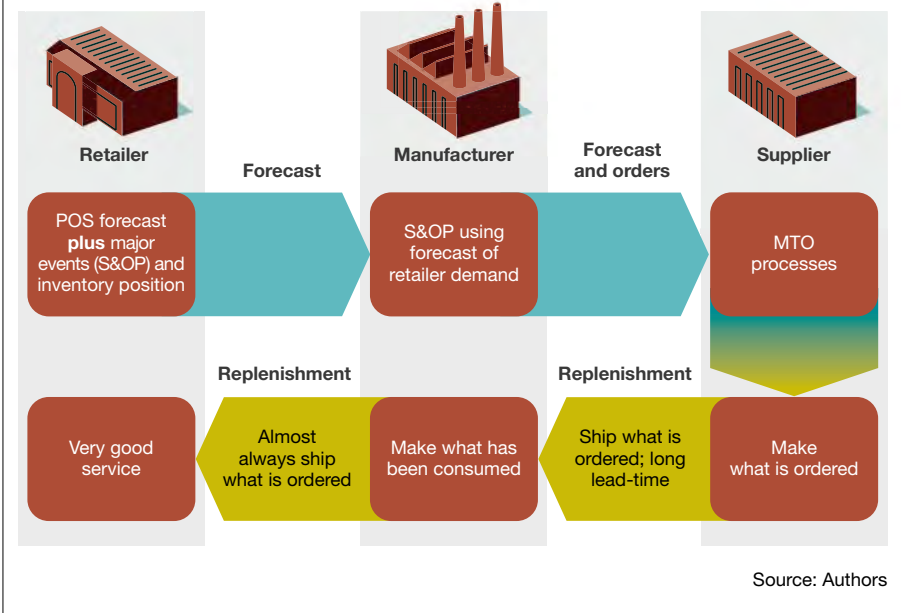 Retailer
Forecast
Manufacturer
Forecast
and orders
Supplier
POS forecast
plus major
events (S&OP) and
inventory position
S&OP using
forecast of
retailer demand
MTO
processes
Replenishment
Replenishment
Very good
service
Almost
always ship
what is ordered
Make what has
been consumed
Ship what is
ordered; long
lead-time
Make
what is ordered
Source: Authors